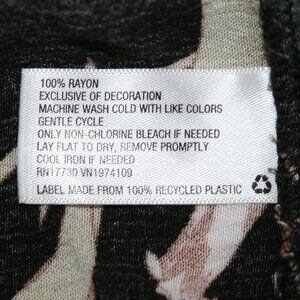 100% RAYON
EXCLUSIVE OF DECORATION
MACHINE WASH COLD WITH LIKE COLORS
GENTLE CYCLE
ONLY NON-CHLORINE BLEACH IF NEEDED
LAY FLAT TO DRY, REMOVE PROMPTLY
COOL IRON IF NEEDED
RN17730 VN1974109
LABEL MADE FROM 100% RECYCLED PLASTIC